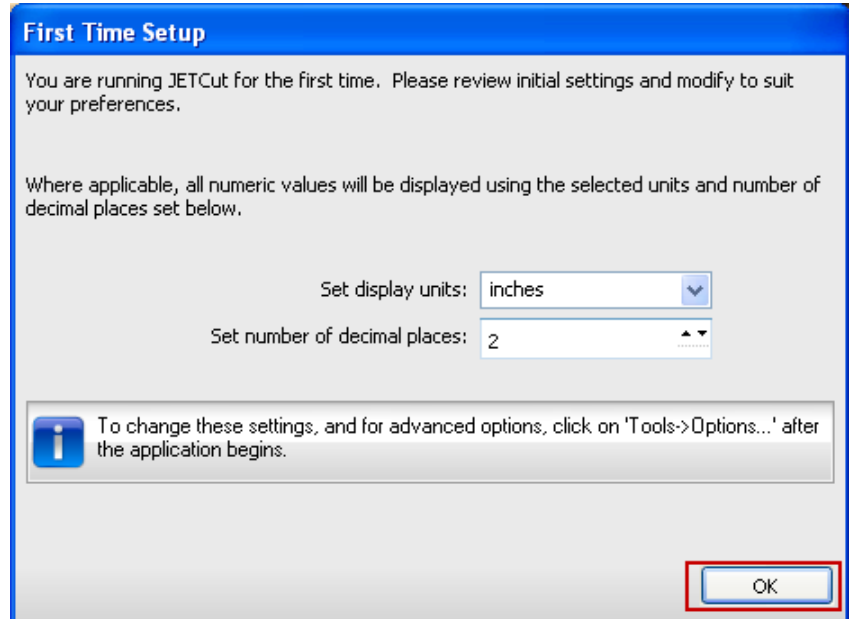 First Time Setup
You are running JETCut for the first time.  Please review initial settings and modify to suit
your preferences.
Where applicable, all numeric values will be displayed using the selected units and number of
decimal places set below.
Set display units: inches
Set number of decimal places: 2
To change these settings, and for advanced options, click on 'Tools->Options...' after
the application begins.
OK